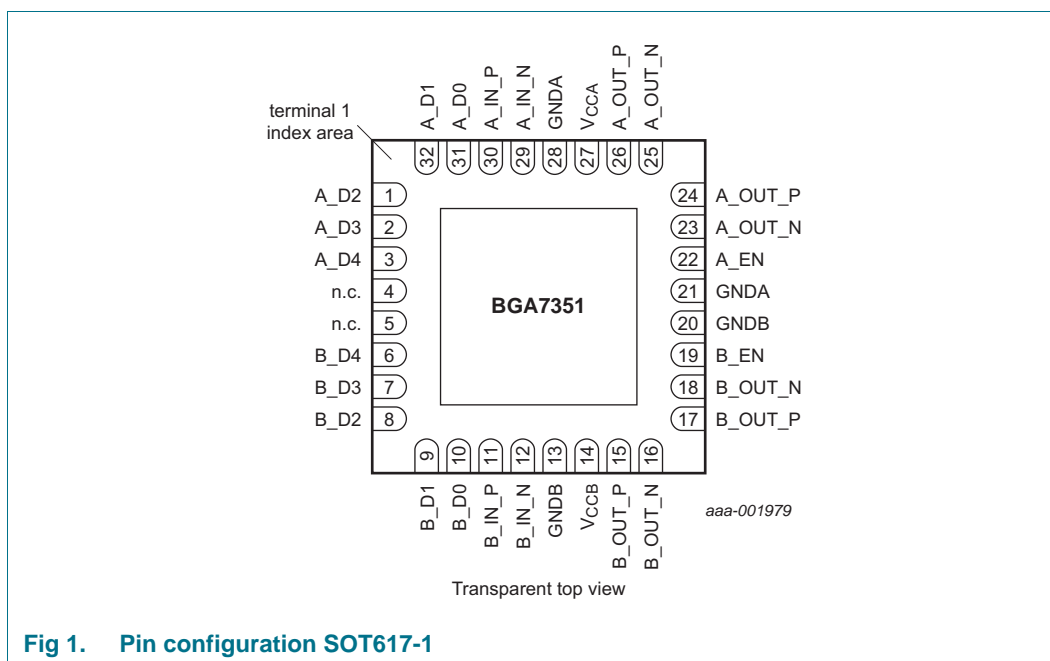 A_D1
A_D0
A_IN_P
A_IN_N
GNDA
VCCA
A_OUT_P
A_OUT_N
terminal 1
index area
32
31
30
29
28
27
26
25
A_D2 1
24 A_OUT_P
A_D3 2
23 A_OUT_N
A_D4 3
22 A_EN
n.c. 4
21 GNDA
BGA7351
n.c. 5
20 GNDB
B_D4 6
19 B_EN
B_D3 7
18 B_OUT_N
B_D2 8
17 B_OUT_P
9
10
11
12
13
14
15
16
B_D1
B_D0
B_IN_P
B_IN_N
GNDB
VCCB
B_OUT_P
B_OUT_N
aaa-001979
Transparent top view
Fig 1. Pin configuration SOT617-1